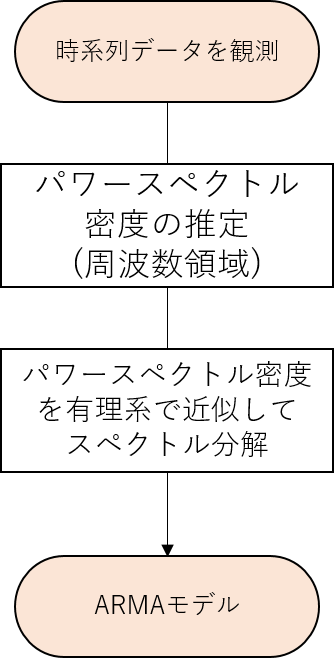 時系列データを観測
パワースペクトル
密度の推定
(周波数領域)
パワースペクトル密度
を有理系で近似して
スペクトル分解
ARMAモデル